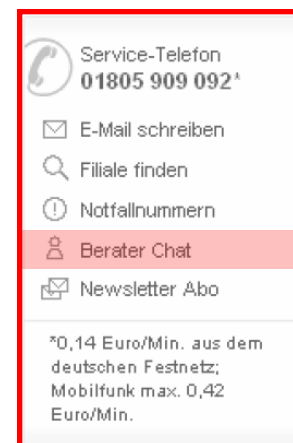 Service-Telefon
01805 909 092*
E-Mail schreiben
Filiale finden
Notfallnummern
Berater Chat
Newsletter Abo
*0,14 Euro/Min. aus dem
deutschen Festnetz;
Mobilfunk max. 0,42
Euro/Min.